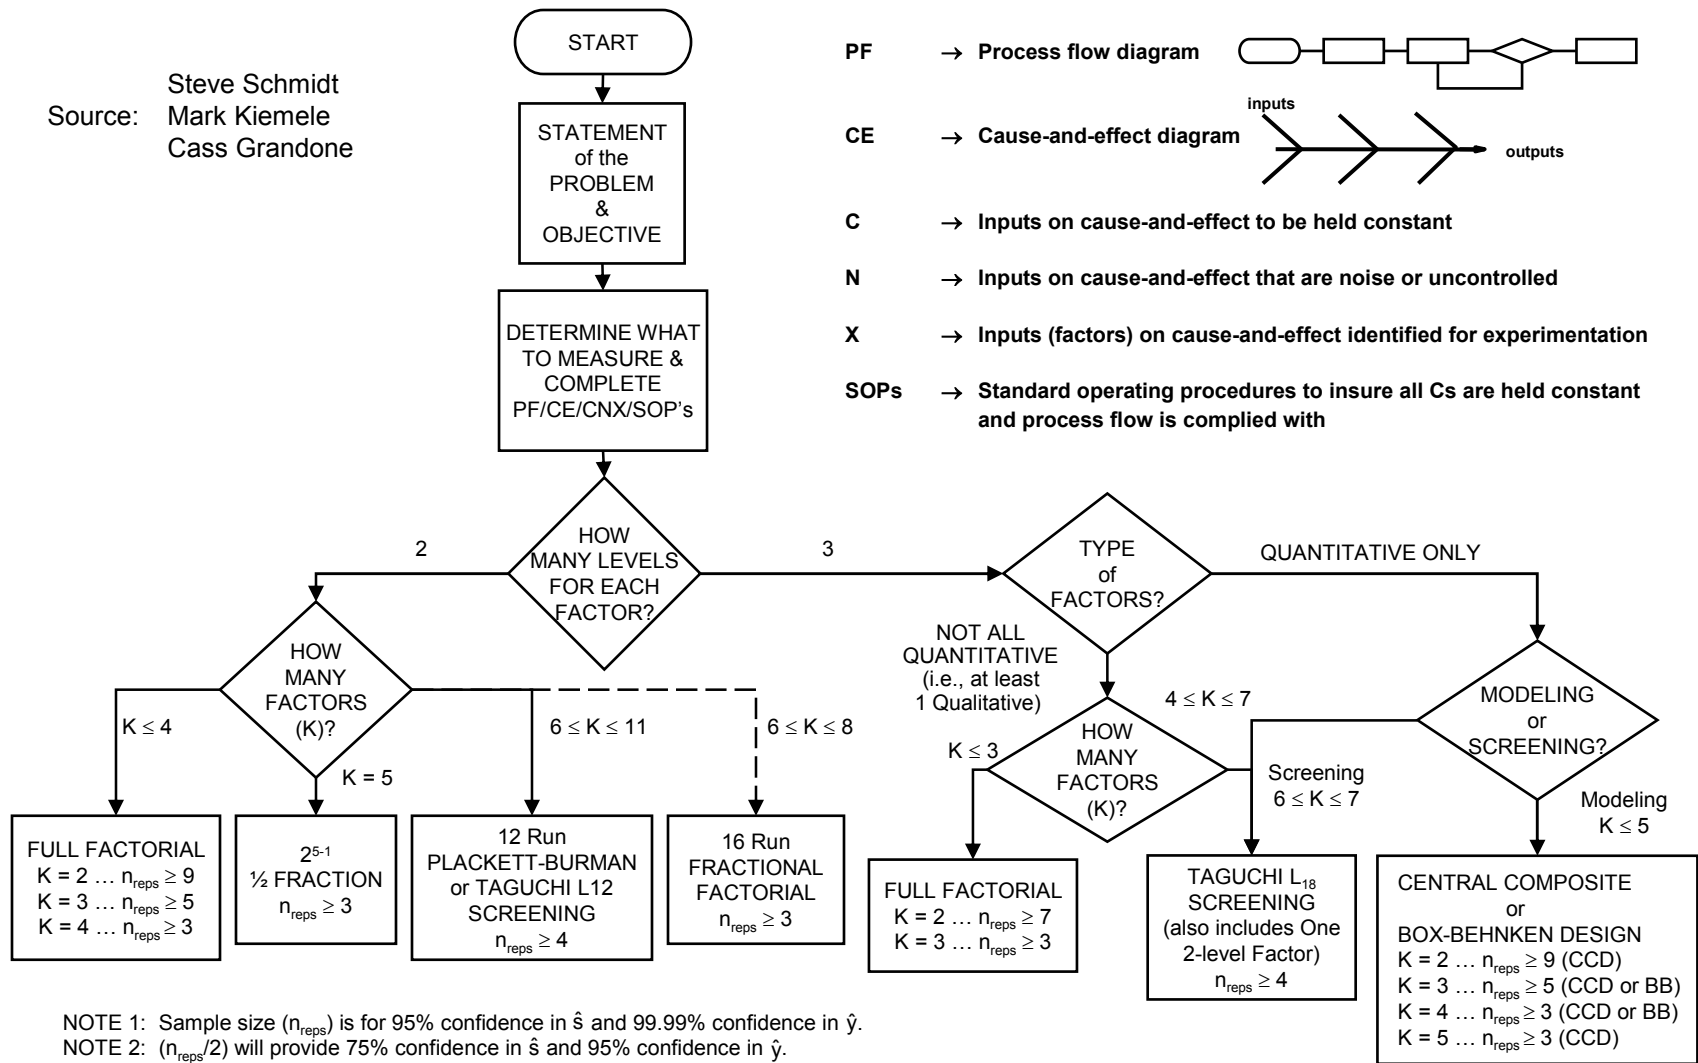 START
Steve Schmidt
Source: Mark Kiemele
Cass Grandone
STATEMENT
of the
PROBLEM
&
OBJECTIVE
DETERMINE WHAT
TO MEASURE &
COMPLETE
PF/CE/CNX/SOP's
PF → Process flow diagram
inputs
CE → Cause-and-effect diagram
outputs
C → Inputs on cause-and-effect to be held constant
N → Inputs on cause-and-effect that are noise or uncontrolled
X → Inputs (factors) on cause-and-effect identified for experimentation
SOPs → Standard operating procedures to insure all Cs are held constant
and process flow is complied with
HOW
MANY LEVELS
FOR EACH
FACTOR?
2
3
HOW
MANY
FACTORS
(K)?
K ≤ 4
K = 5
6 ≤ K ≤ 11
6 ≤ K ≤ 8
FULL FACTORIAL
K = 2 … n_reps ≥ 9
K = 3 … n_reps ≥ 5
K = 4 … n_reps ≥ 3
2^5-1
½ FRACTION
n_reps ≥ 3
12 Run
PLACKETT-BURMAN
or TAGUCHI L12
SCREENING
n_reps ≥ 4
16 Run
FRACTIONAL
FACTORIAL
n_reps ≥ 3
TYPE
of
FACTORS?
QUANTITATIVE ONLY
NOT ALL
QUANTITATIVE
(i.e., at least
1 Qualitative)
HOW
MANY
FACTORS
(K)?
K ≤ 3
4 ≤ K ≤ 7
MODELING
or
SCREENING?
Screening
6 ≤ K ≤ 7
Modeling
K ≤ 5
FULL FACTORIAL
K = 2 … n_reps ≥ 7
K = 3 … n_reps ≥ 3
TAGUCHI L_18
SCREENING
(also includes One
2-level Factor)
n_reps ≥ 4
CENTRAL COMPOSITE
or
BOX-BEHNKEN DESIGN
K = 2 … n_reps ≥ 9 (CCD)
K = 3 … n_reps ≥ 5 (CCD or BB)
K = 4 … n_reps ≥ 3 (CCD or BB)
K = 5 … n_reps ≥ 3 (CCD)
NOTE 1: Sample size (n_reps) is for 95% confidence in ŝ and 99.99% confidence in ŷ.
NOTE 2: (n_reps/2) will provide 75% confidence in ŝ and 95% confidence in ŷ.